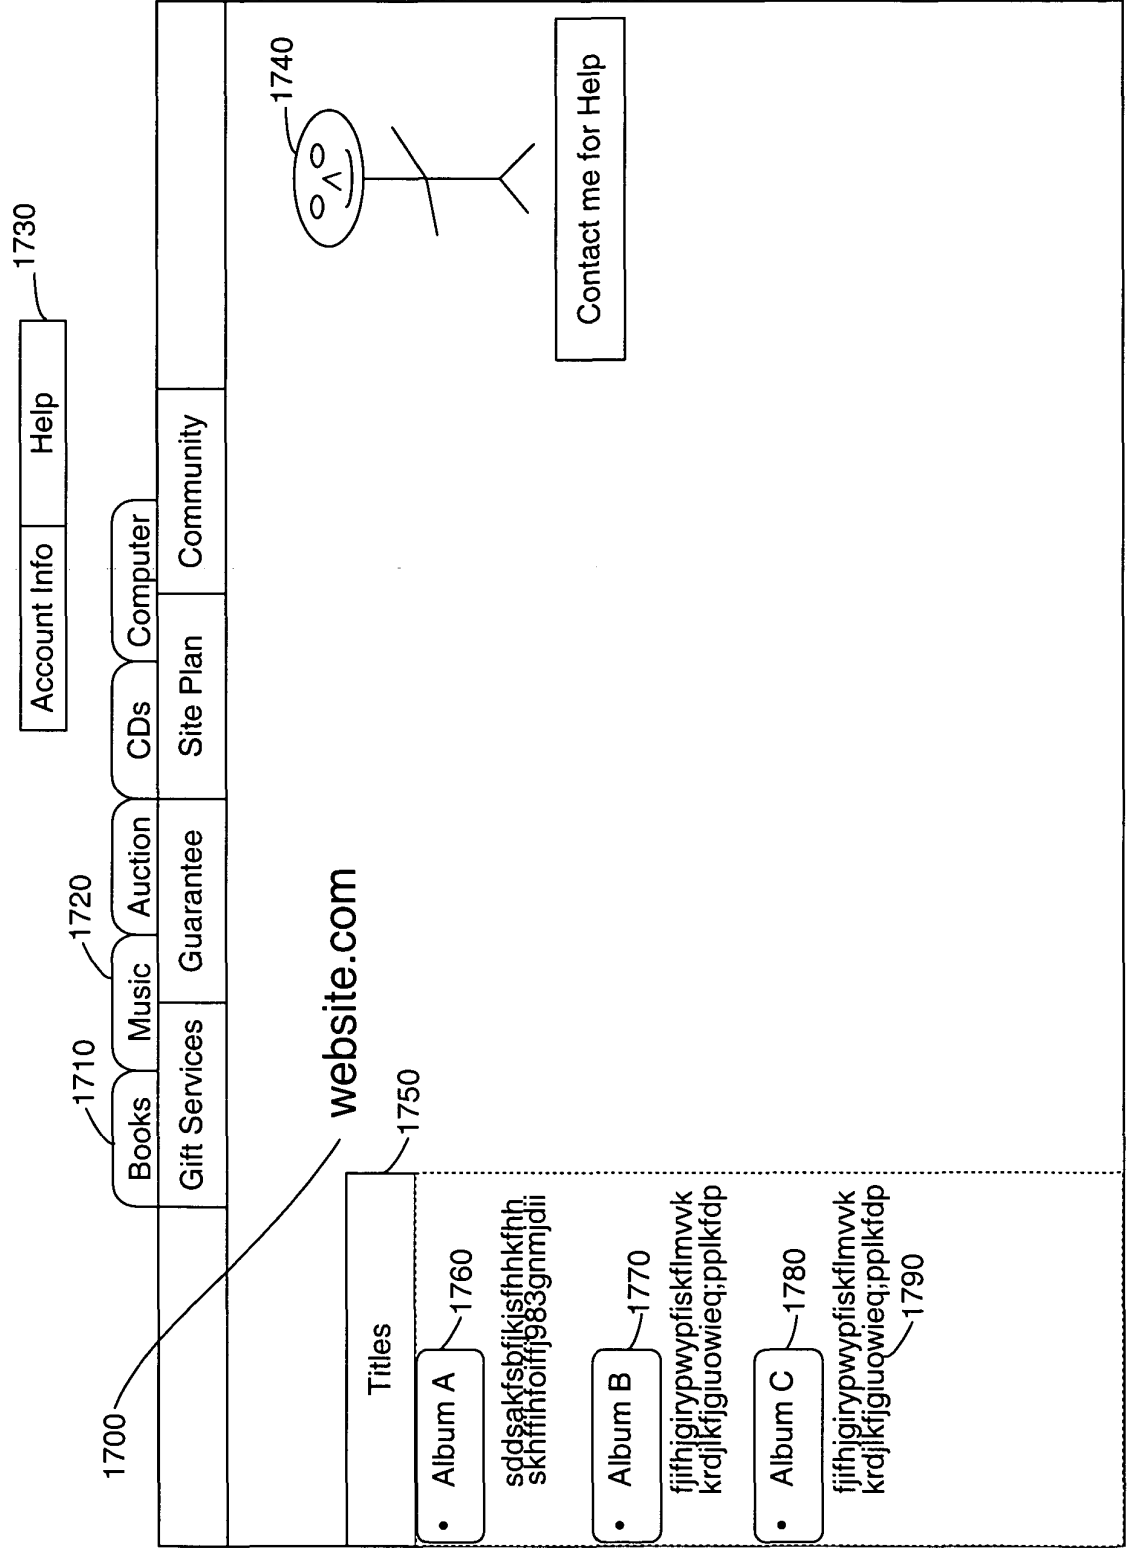 1730
Account Info Help
1710
1720
Books Music Auction CDs Computer
Gift Services Guarantee Site Plan Community
1700
website.com
1740
Contact me for Help
1750
Titles
• Album A
1760
sddsakfsbfjkjsfhhkfhh
skhffihfoiffj983gnmjdii
• Album B
1770
fjifhjgirypwypfiskflmvvk
krdjlkfjgiuowieq;pplkfdp
• Album C
1780
fjifhjgirypwypfiskflmvvk
krdjlkfjgiuowieq;pplkfdp
1790